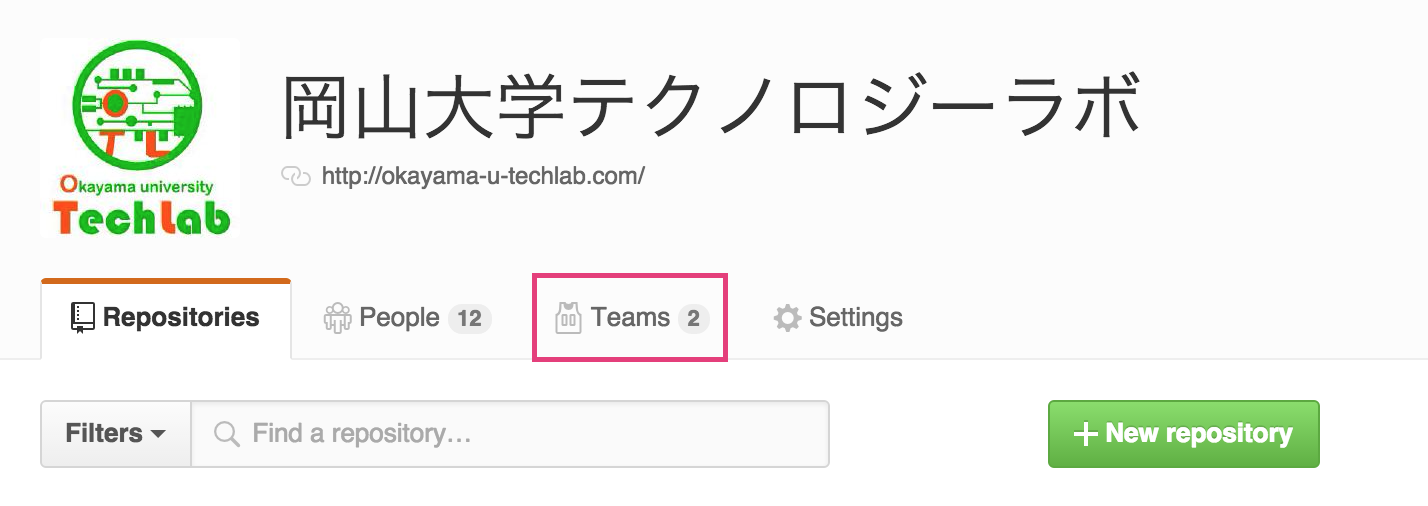 岡山大学テクノロジーラボ
http://okayama-u-techlab.com/
TL
Okayama university
TechLab
Repositories
People 12
Teams 2
Settings
Filters
Find a repository…
New repository